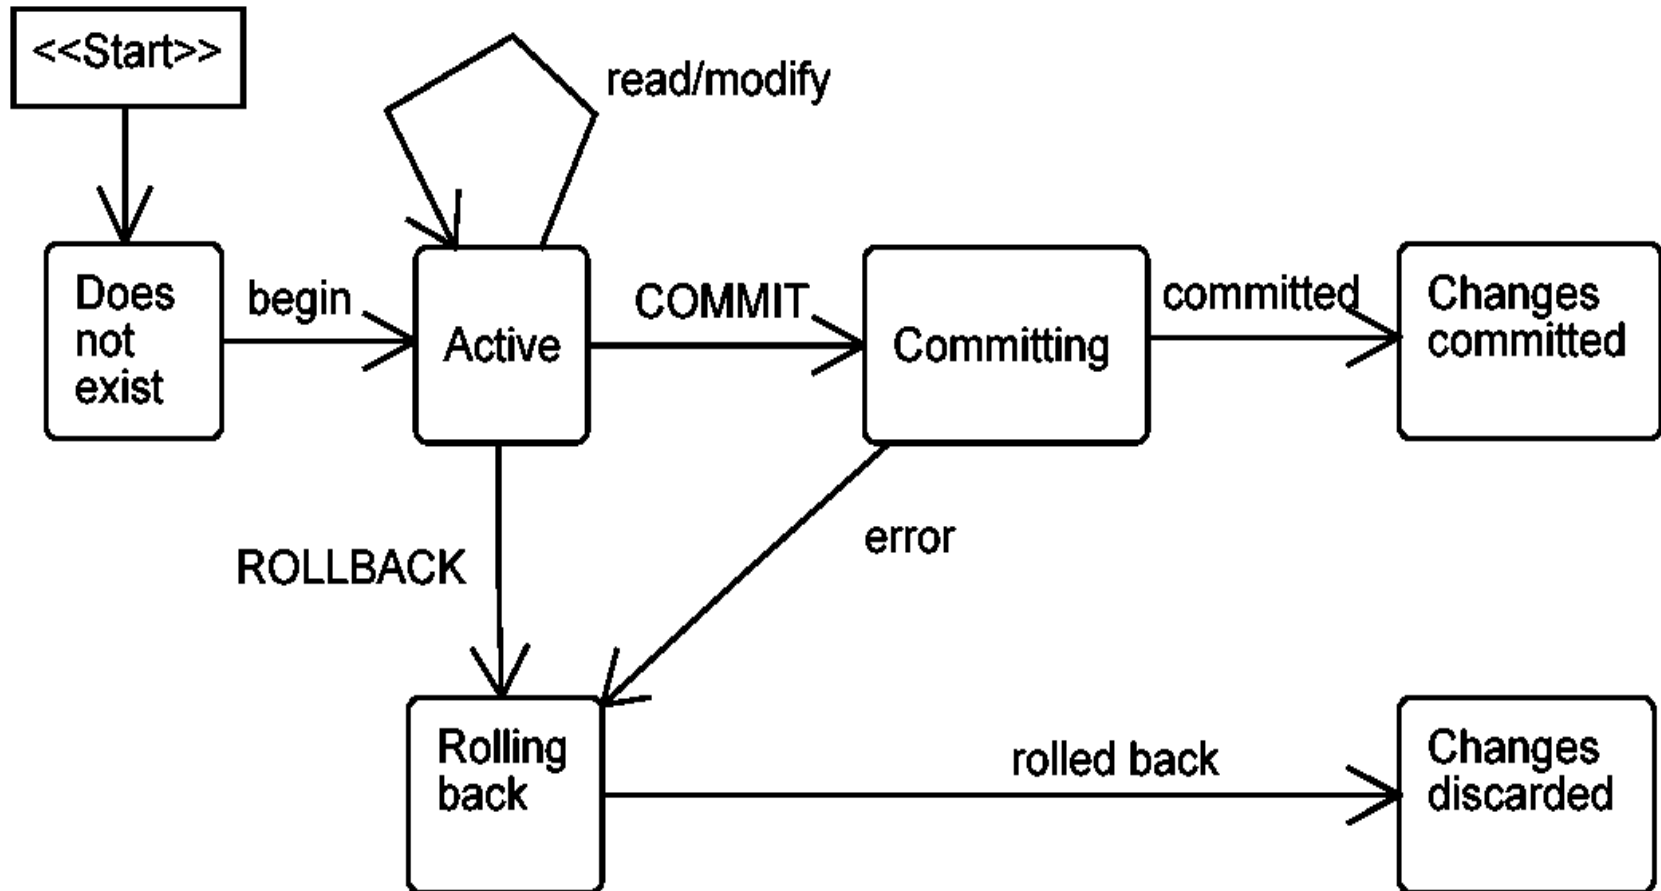 <<Start>>
read/modify
Does
not
exist
begin
Active
COMMIT
Committing
committed
Changes
committed
ROLLBACK
error
Rolling
back
rolled back
Changes
discarded